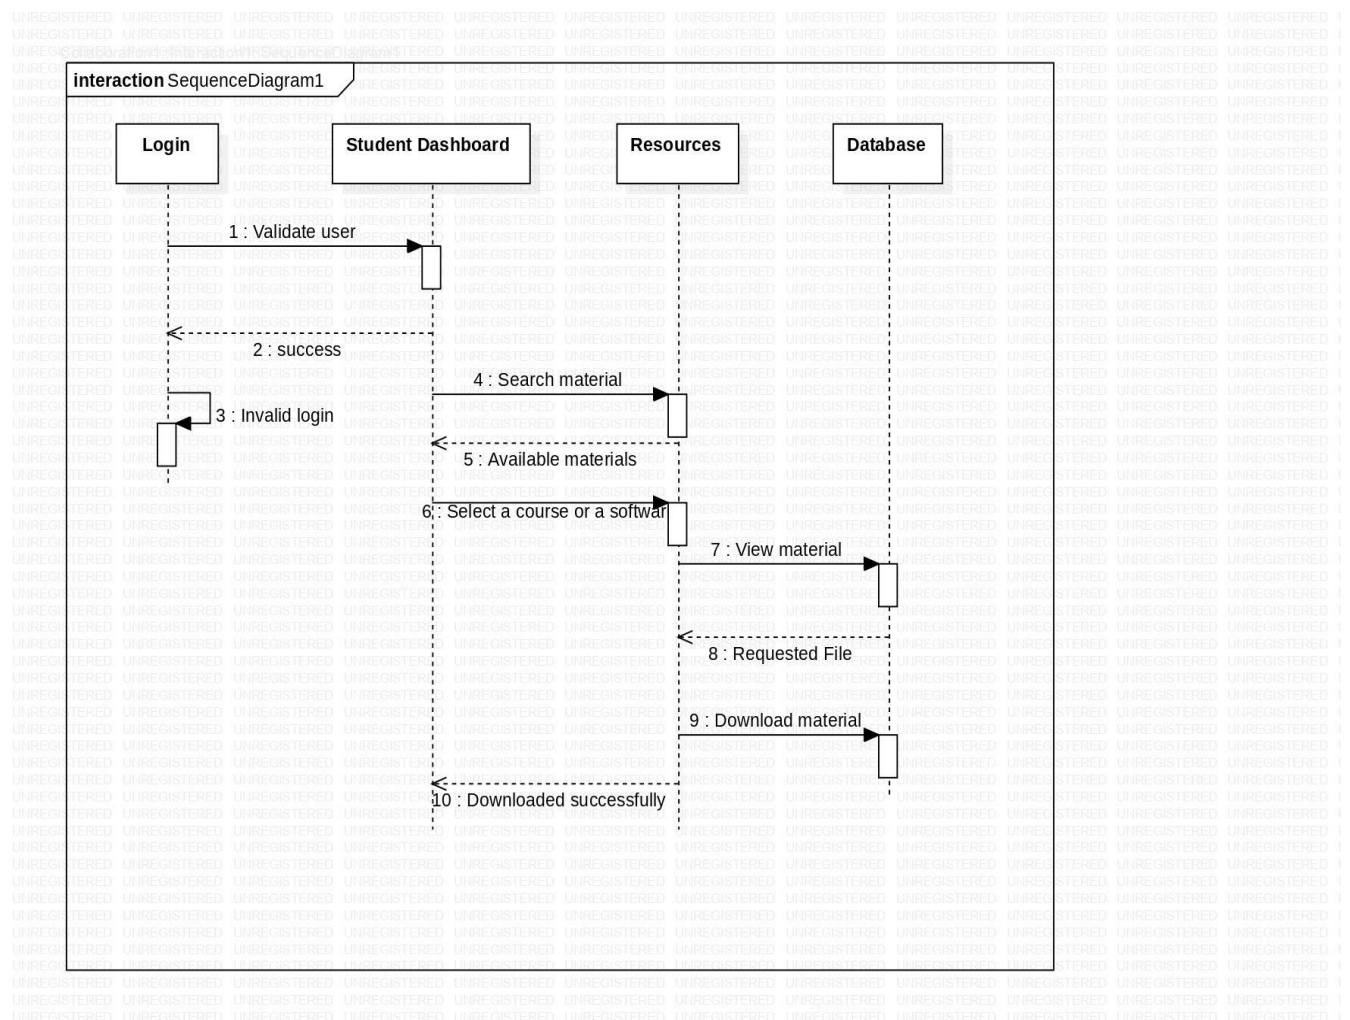 interaction SequenceDiagram1
Login
Student Dashboard
Resources
Database
1 : Validate user
2 : success
4 : Search material
3 : Invalid login
5 : Available materials
6 : Select a course or a softwar
7 : View material
8 : Requested File
9 : Download material
10 : Downloaded successfully
UNREGISTERED